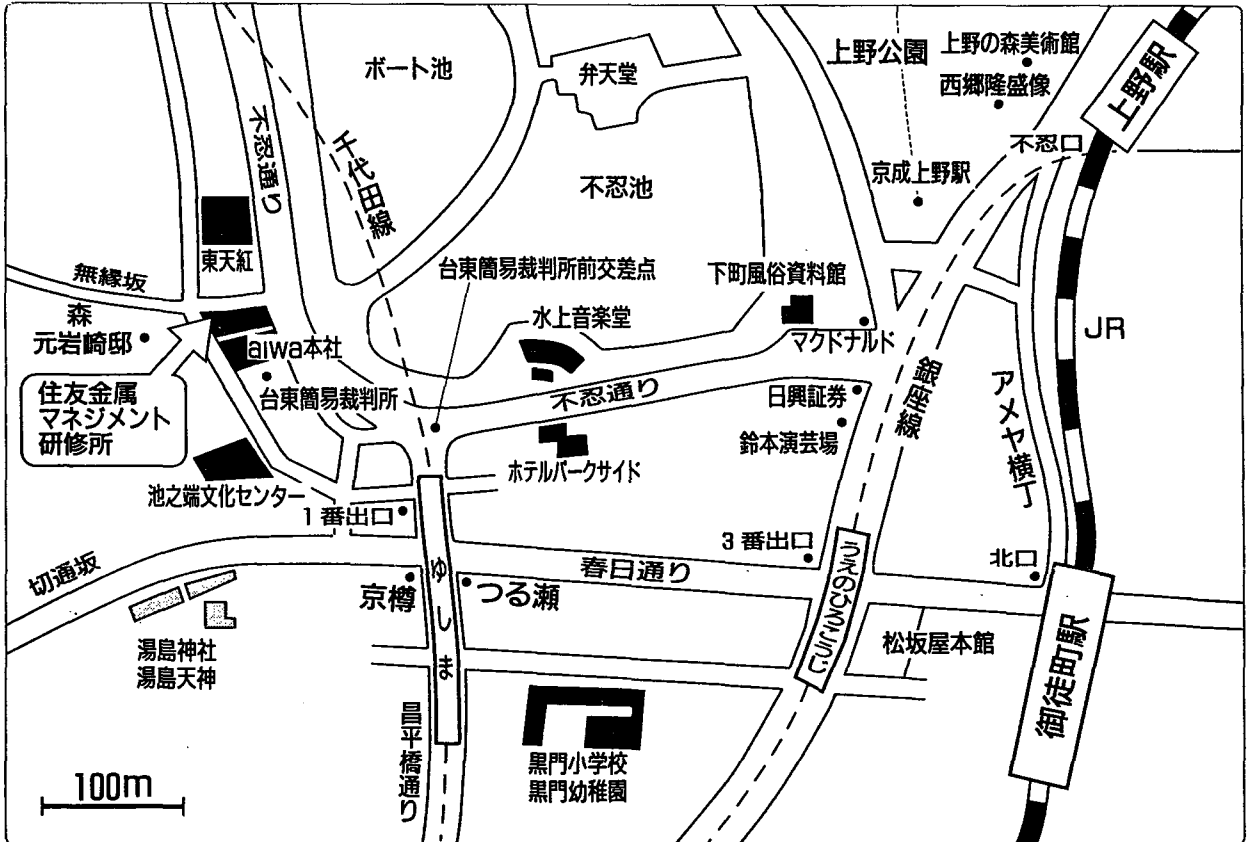 ボート池
弁天堂
上野公園
上野の森美術館
西郷隆盛像
上野駅
不忍口
不忍通り
千代田線
不忍池
京成上野駅
東天紅
台東簡易裁判所前交差点
下町風俗資料館
無縁坂
森
元岩崎邸
水上音楽堂
マクドナルド
JR
aiwa本社
台東簡易裁判所
住友金属
マネジメント
研修所
不忍通り
日興証券
鈴本演芸場
銀座線
アメヤ横丁
池之端文化センター
ホテルパークサイド
1番出口
3番出口
北口
切通坂
京樽
ゆしま
つる瀬
春日通り
うえのひろこうじ
松坂屋本館
御徒町駅
湯島神社
湯島天神
昌平橋通り
黒門小学校
黒門幼稚園
100m